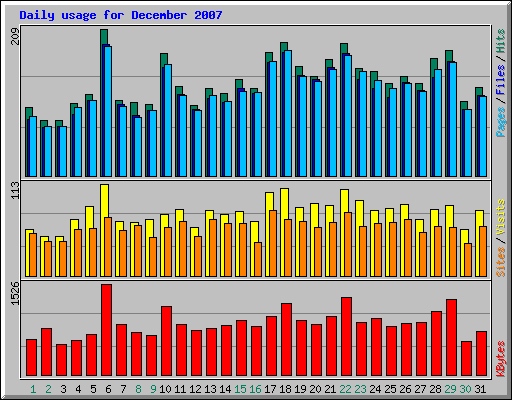 Daily usage for December 2007
209
Pages / Files / Hits
113
Sites / Visits
1526
KBytes
1 2 3 4 5 6 7 8 9 10 11 12 13 14 15 16 17 18 19 20 21 22 23 24 25 26 27 28 29 30 31